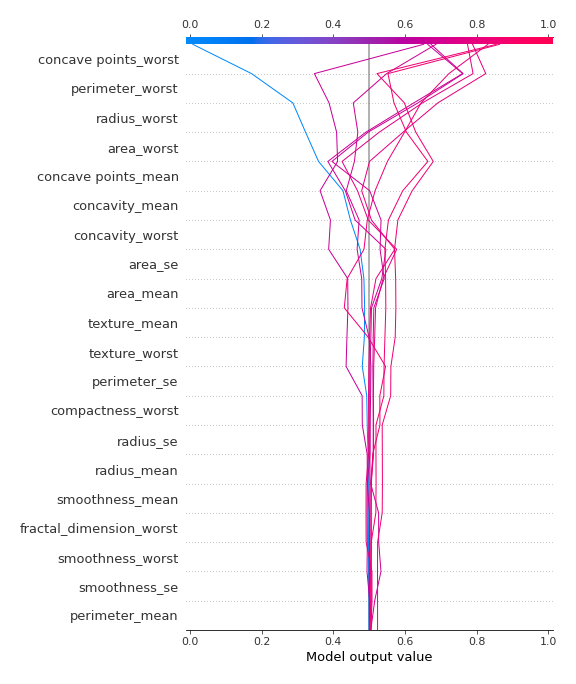 0.0 0.2 0.4 0.6 0.8 1.0
concave points_worst
perimeter_worst
radius_worst
area_worst
concave points_mean
concavity_mean
concavity_worst
area_se
area_mean
texture_mean
texture_worst
perimeter_se
compactness_worst
radius_se
radius_mean
smoothness_mean
fractal_dimension_worst
smoothness_worst
smoothness_se
perimeter_mean
0.0 0.2 0.4 0.6 0.8 1.0
Model output value